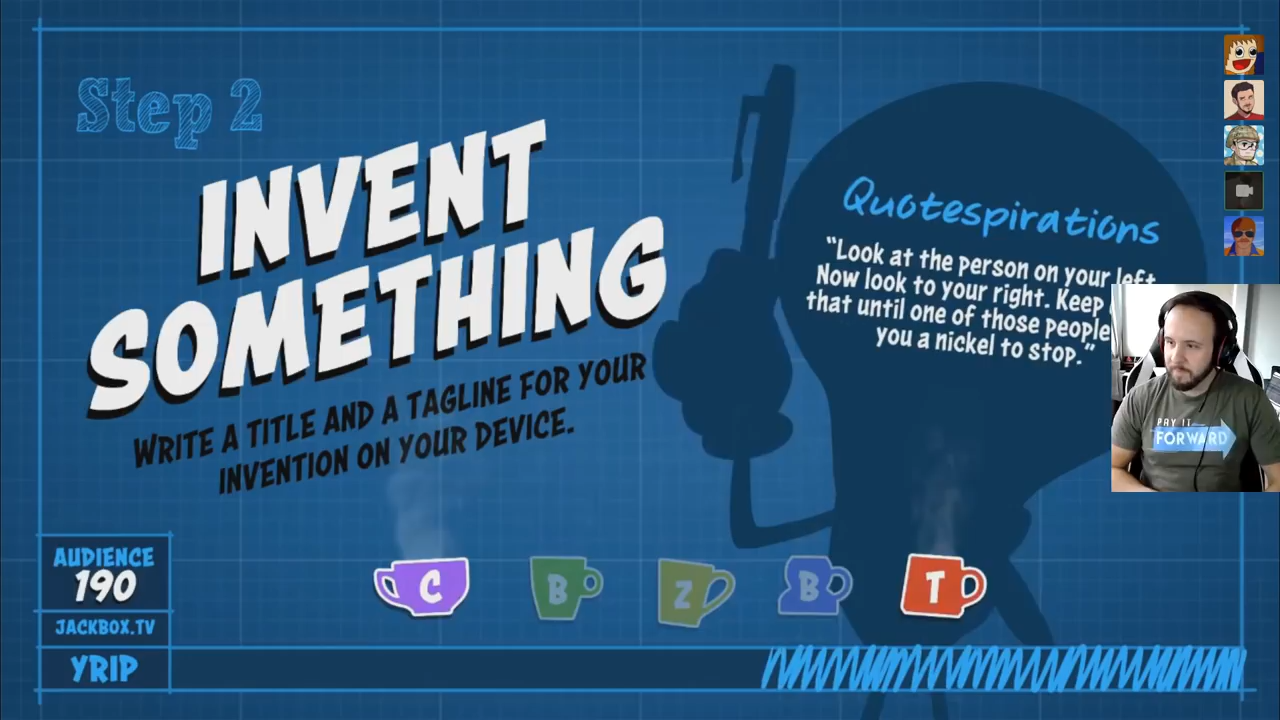 Step 2
INVENT
SOMETHING
WRITE A TITLE AND A TAGLINE FOR YOUR
INVENTION ON YOUR DEVICE.
Quotespirations
“Look at the person on your left.
Now look to your right. Keep
that until one of those people
you a nickel to stop.”
PAY IT
FORWARD
C
B
Z
B
T
AUDIENCE
190
JACKBOX.TV
YRIP